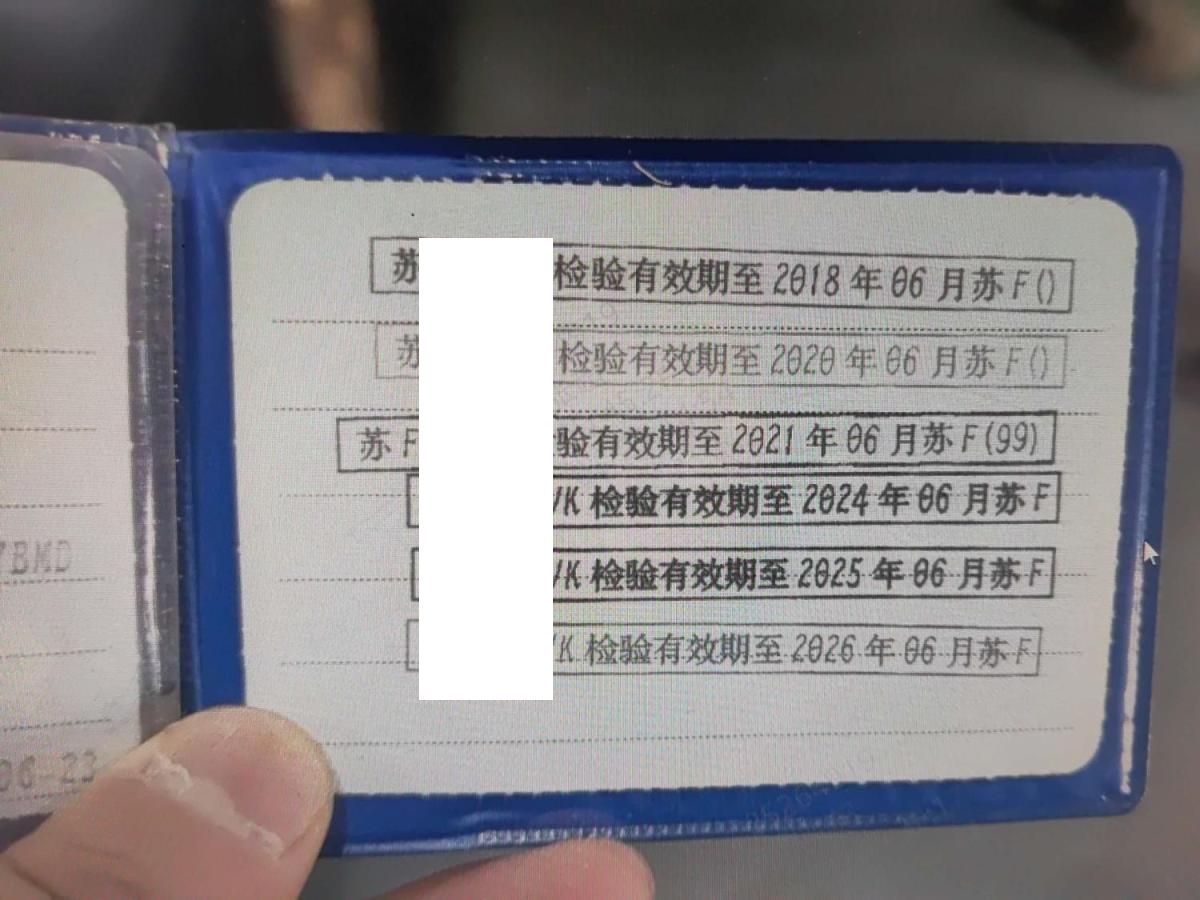 苏 检验有效期至 2018 年 06 月苏 F()
苏 检验有效期至 2020 年 06 月苏 F()
苏 F 验有效期至 2021 年 06 月苏 F(99)
K 检验有效期至 2024 年 06 月苏 F
K 检验有效期至 2025 年 06 月苏 F
K 检验有效期至 2026 年 06 月苏 F
BMD
06-23